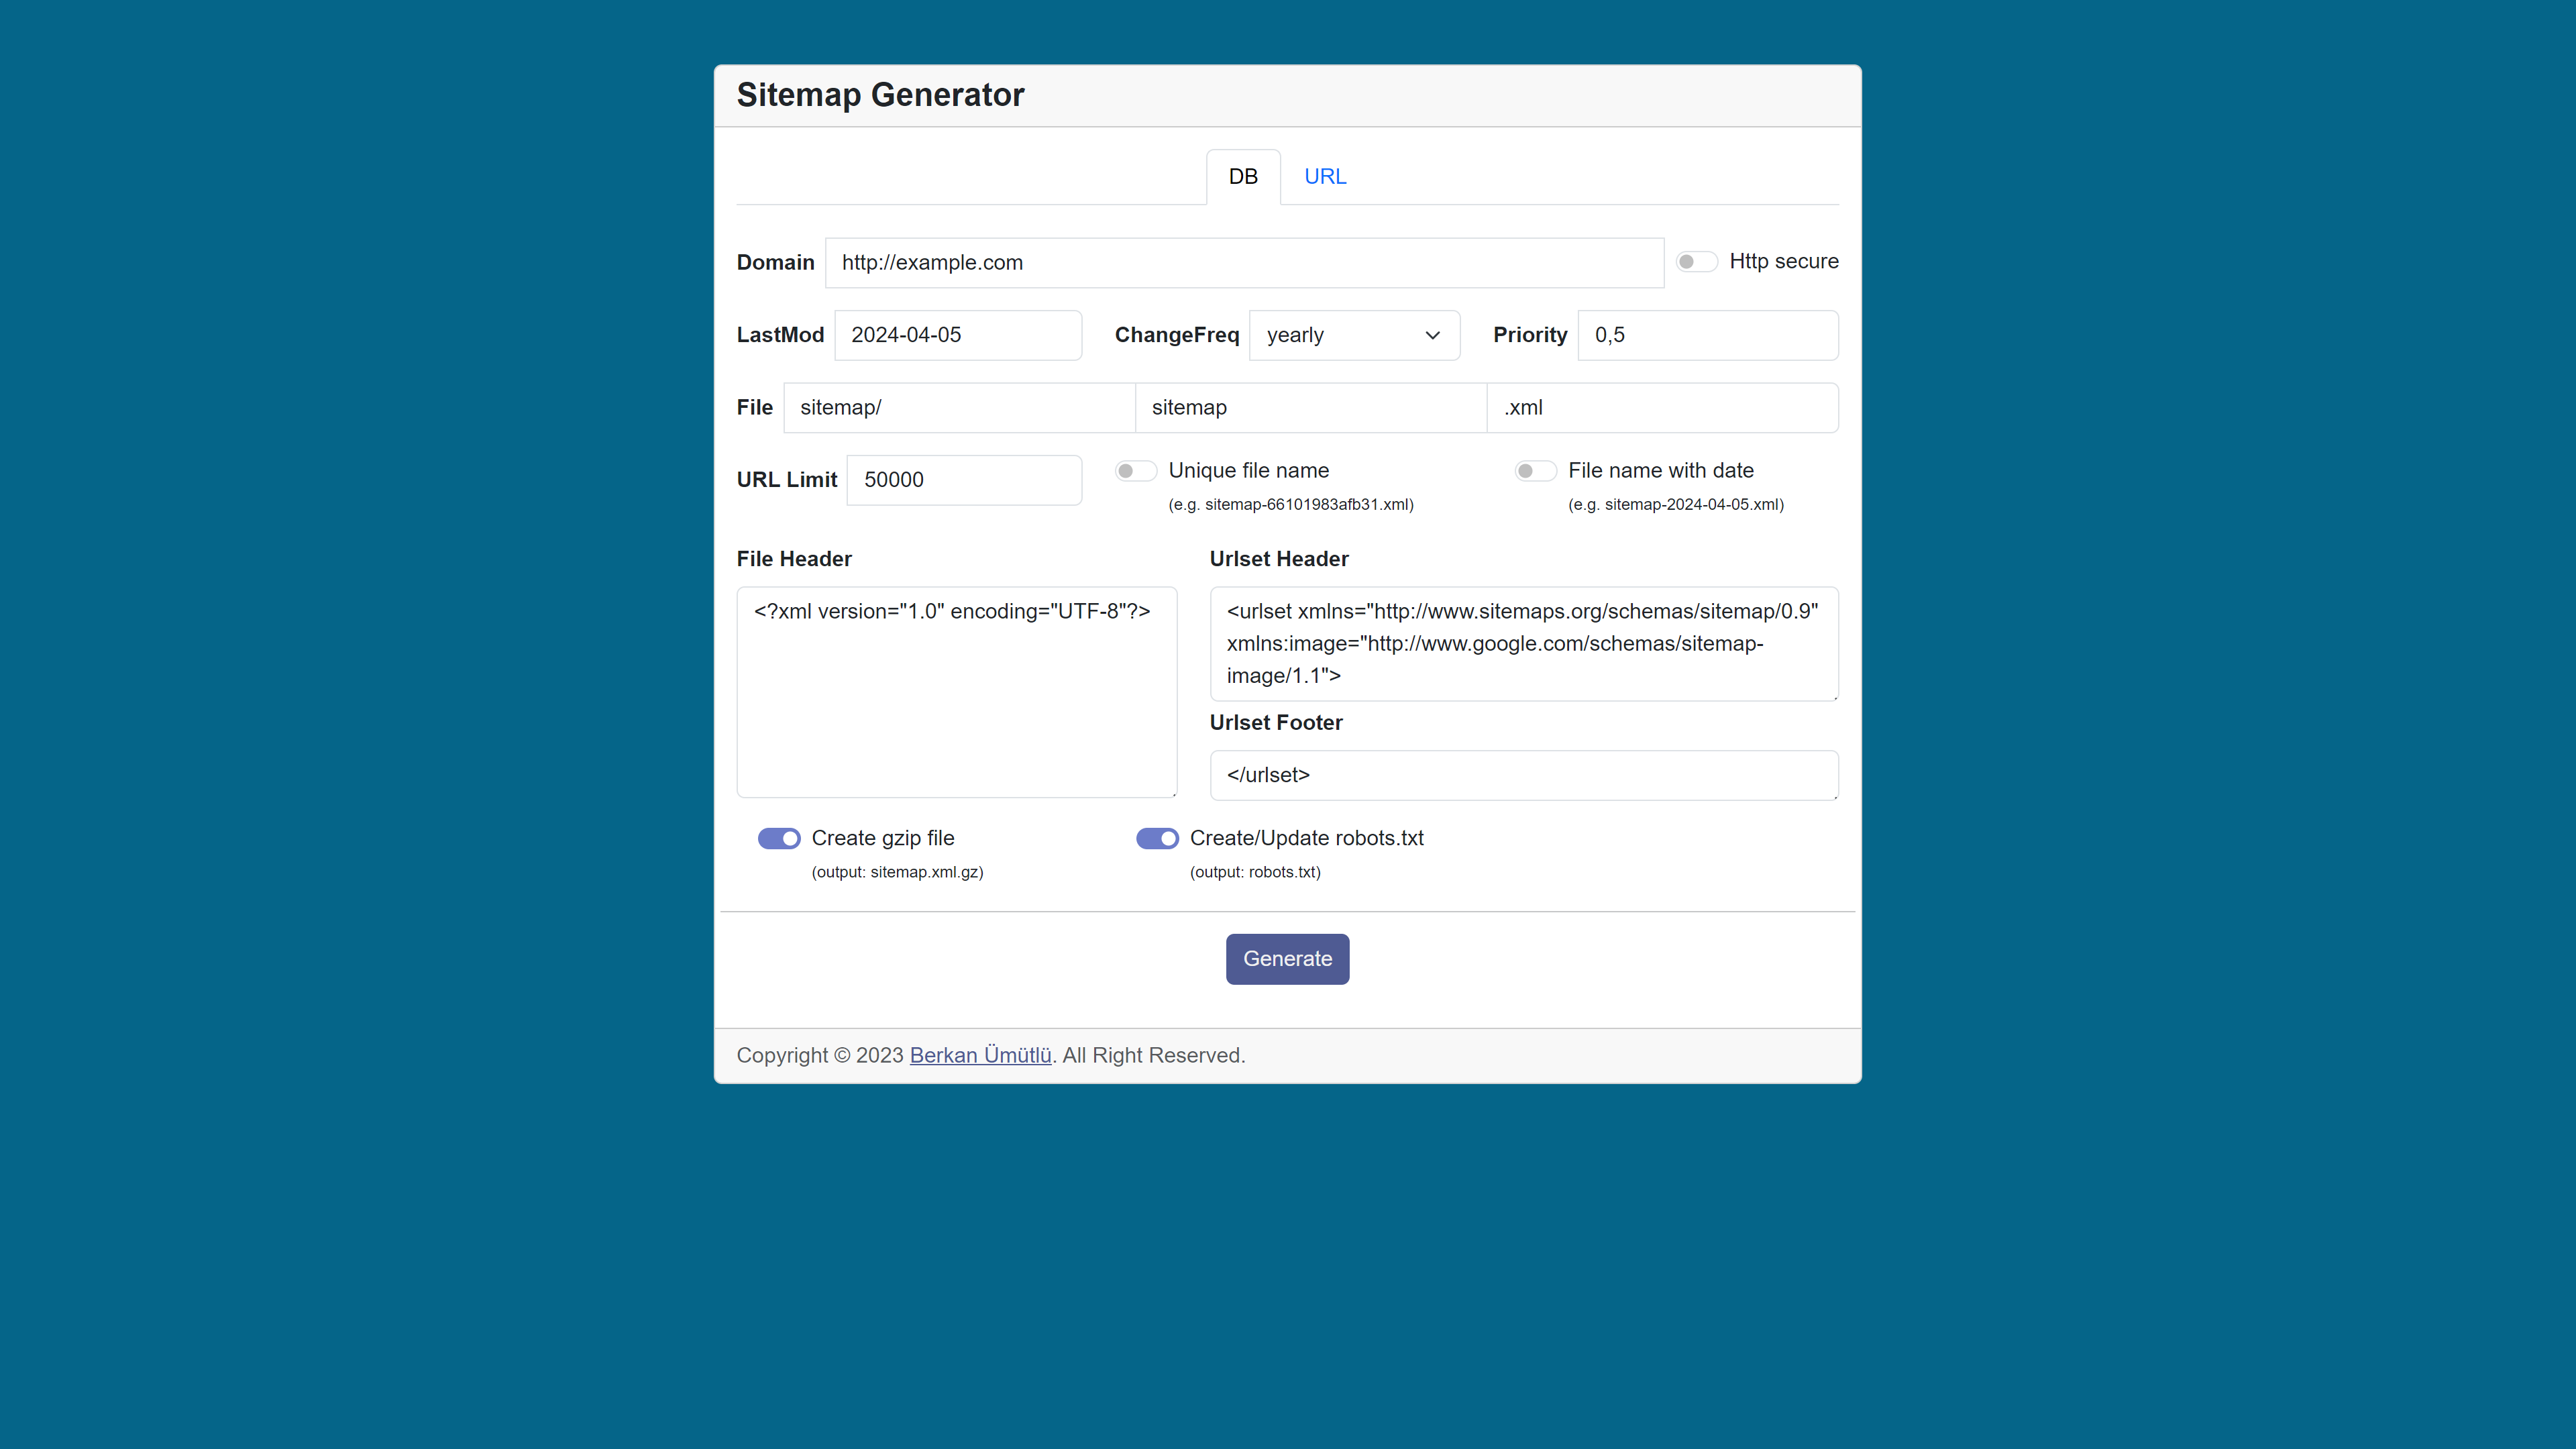 Sitemap Generator
DB URL
Domain http://example.com Http secure
LastMod 2024-04-05 ChangeFreq yearly Priority 0,5
File sitemap/ sitemap .xml
URL Limit 50000 Unique file name File name with date
(e.g. sitemap-66101983afb31.xml) (e.g. sitemap-2024-04-05.xml)
File Header
<?xml version="1.0" encoding="UTF-8"?>
Urlset Header
<urlset xmlns="http://www.sitemaps.org/schemas/sitemap/0.9"
xmlns:image="http://www.google.com/schemas/sitemap-
image/1.1">
Urlset Footer
</urlset>
Create gzip file Create/Update robots.txt
(output: sitemap.xml.gz) (output: robots.txt)
Generate
Copyright © 2023 Berkan Ümütlü. All Right Reserved.